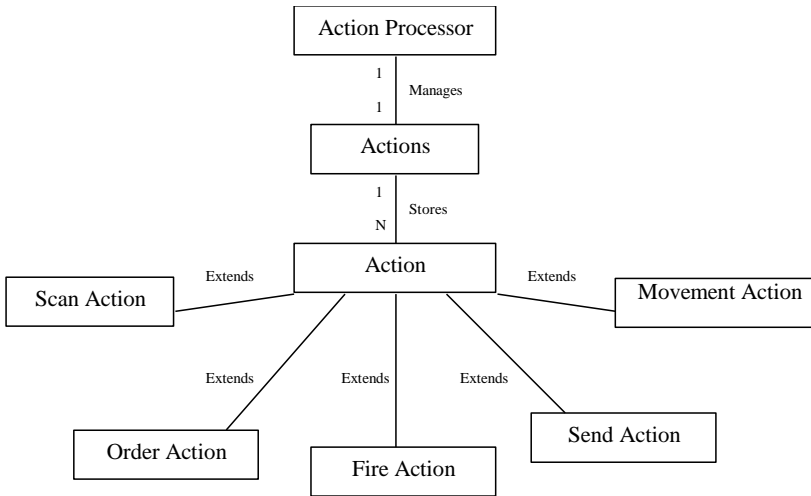 Action Processor
1
Manages
1
Actions
1
Stores
N
Action
Extends
Extends
Scan Action
Movement Action
Extends
Extends
Extends
Order Action
Fire Action
Send Action